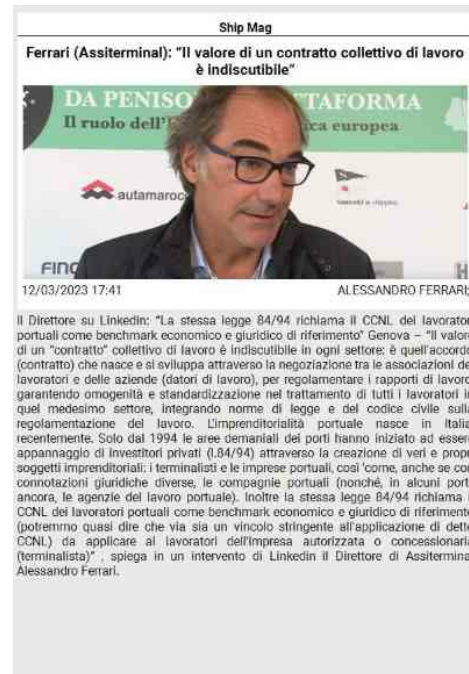 Ship Mag
Ferrari (Assiterminal): "Il valore di un contratto collettivo di lavoro
è indiscutibile"
DA PENISO TTAFORMA
Il ruolo dell' ica europea
autamaroc
FINC
12/03/2023 17:41 ALESSANDRO FERRARI;
Il Direttore su Linkedin: "La stessa legge 84/94 richiama il CCNL dei lavorator
portuali come benchmark economico e giuridico di riferimento" Genova – "Il valore
di un "contratto" collettivo di lavoro è indiscutibile in ogni settore: è quell'accordo
(contratto) che nasce e si sviluppa attraverso la negoziazione tra le associazioni de
lavoratori e delle aziende (datori di lavoro), per regolamentare i rapporti di lavoro
garantendo omogenità e standardizzazione nel trattamento di tutti i lavoratori in
quel medesimo settore, integrando norme di legge e del codice civile sulla
regolamentazione del lavoro. L'imprenditorialità portuale nasce in Italia
recentemente. Solo dal 1994 le aree demaniali dei porti hanno iniziato ad essere
appannaggio di investitori privati (l.84/94) attraverso la creazione di veri e propr
soggetti imprenditoriali: i terminalisti e le imprese portuali, così 'come, anche se con
connotazioni giuridiche diverse, le compagnie portuali (nonché, in alcuni port
ancora, le agenzie del lavoro portuale). Inoltre la stessa legge 84/94 richiama i
CCNL dei lavoratori portuali come benchmark economico e giuridico di riferimento
(potremmo quasi dire che via sia un vincolo stringente all'applicazione di dette
CCNL) da applicare ai lavoratori dell'impresa autorizzata o concessionaria
(terminalista)" , spiega in un intervento di Linkedin il Direttore di Assitermina
Alessandro Ferrari.